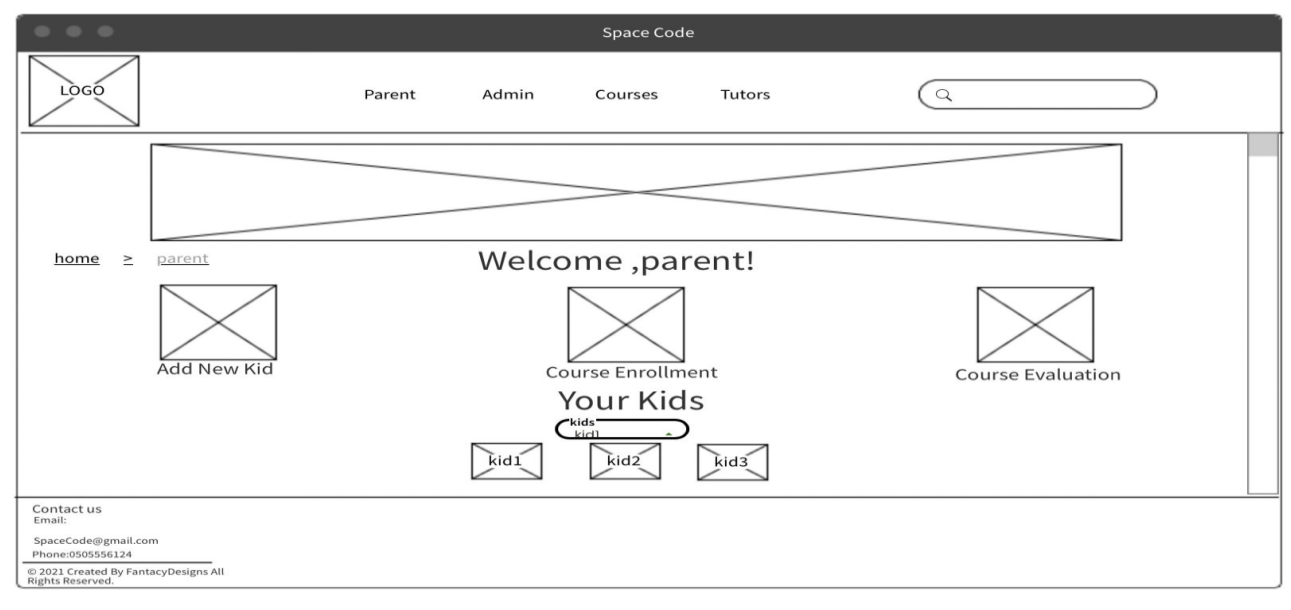 Space Code
LOGO
Parent Admin Courses Tutors
home > parent
Welcome ,parent!
Add New Kid
Course Enrollment
Course Evaluation
Your Kids
kids
kid1
kid1 kid2 kid3
Contact us
Email:
SpaceCode@gmail.com
Phone:0505556124
© 2021 Created By FantacyDesigns All
Rights Reserved.